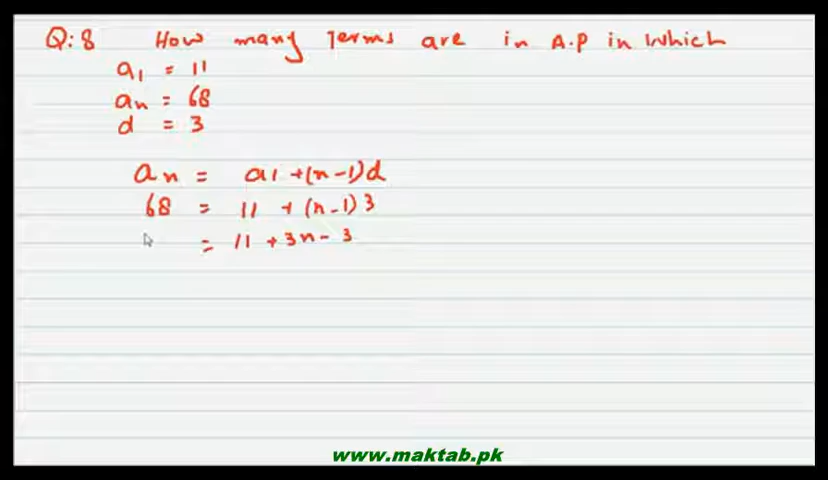 Q:8 How many Terms are in A.P in Which
a1 = 11
an = 68
d = 3
an = a1 +(n-1)d
68 = 11 + (n-1) 3
= 11 + 3n - 3
www.maktab.pk